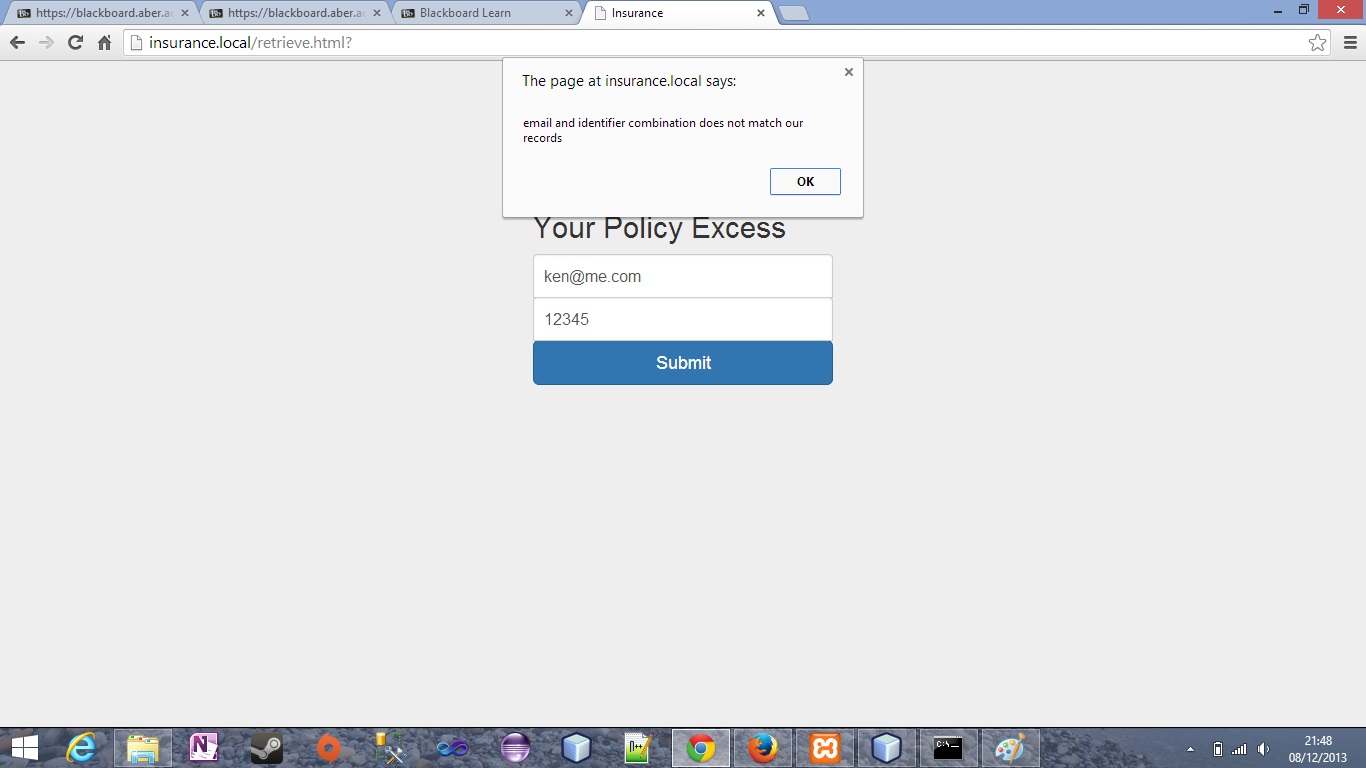 https://blackboard.aber.ac
https://blackboard.aber.ac
Blackboard Learn
Insurance
insurance.local/retrieve.html?
The page at insurance.local says:
email and identifier combination does not match our
records
OK
Your Policy Excess
ken@me.com
12345
Submit
21:48
08/12/2013